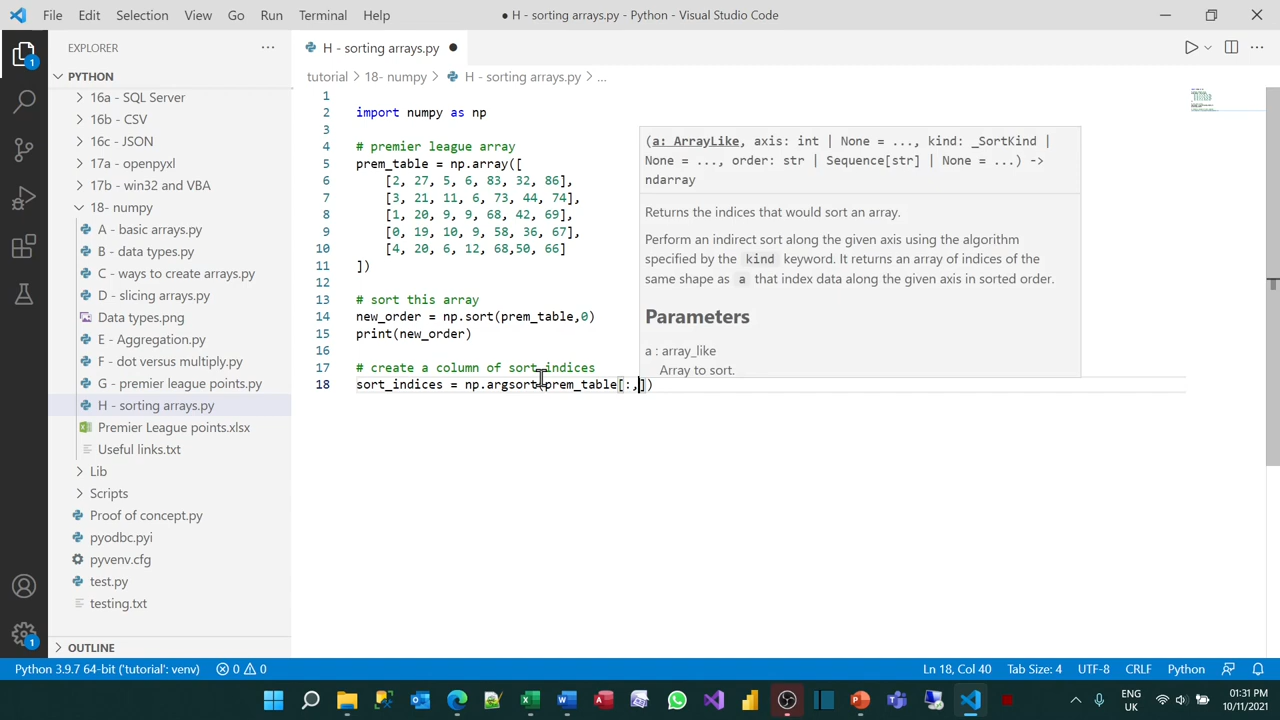 File Edit Selection View Go Run Terminal Help
● H - sorting arrays.py - Python - Visual Studio Code
EXPLORER
PYTHON
16a - SQL Server
16b - CSV
16c - JSON
17a - openpyxl
17b - win32 and VBA
18- numpy
A - basic arrays.py
B - data types.py
C - ways to create arrays.py
D - slicing arrays.py
Data types.png
E - Aggregation.py
F - dot versus multiply.py
G - premier league points.py
H - sorting arrays.py
Premier League points.xlsx
Useful links.txt
Lib
Scripts
Proof of concept.py
pyodbc.pyi
pyvenv.cfg
test.py
testing.txt
OUTLINE
1
1
H - sorting arrays.py ●
tutorial > 18- numpy > H - sorting arrays.py > ...
1
2 import numpy as np
3
4 # premier league array
5 prem_table = np.array([
6 [2, 27, 5, 6, 83, 32, 86],
7 [3, 21, 11, 6, 73, 44, 74],
8 [1, 20, 9, 9, 68, 42, 69],
9 [0, 19, 10, 9, 58, 36, 67],
10 [4, 20, 6, 12, 68,50, 66]
11 ])
12
13 # sort this array
14 new_order = np.sort(prem_table,0)
15 print(new_order)
16
17 # create a column of sort indices
18 sort_indices = np.argsort(prem_table[:,])
(a: ArrayLike, axis: int | None = ..., kind: _SortKind |
None = ..., order: str | Sequence[str] | None = ...) ->
ndarray
Returns the indices that would sort an array.
Perform an indirect sort along the given axis using the algorithm
specified by the kind keyword. It returns an array of indices of the
same shape as a that index data along the given axis in sorted order.
Parameters
a : array_like
Array to sort.
Python 3.9.7 64-bit ('tutorial': venv) 0 0
Ln 18, Col 40 Tab Size: 4 UTF-8 CRLF Python
ENG
UK
01:31 PM
10/11/2021